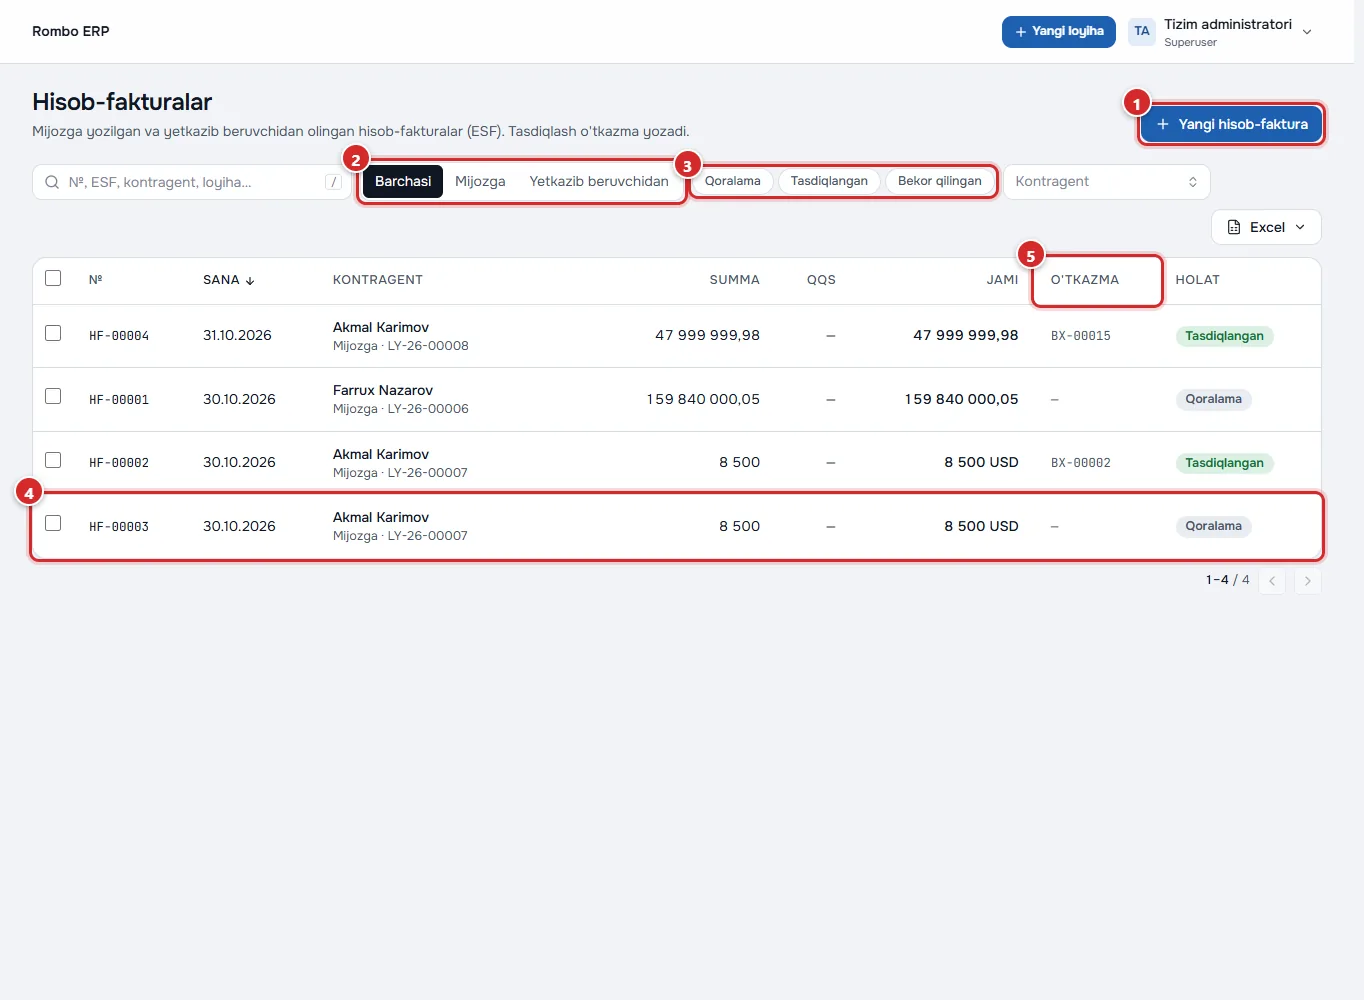 Rombo ERP
+ Yangi loyiha
TA
Tizim administratori
Superuser
Hisob-fakturalar
Mijozga yozilgan va yetkazib beruvchidan olingan hisob-fakturalar (ESF). Tasdiqlash o'tkazma yozadi.
1
+ Yangi hisob-faktura
№, ESF, kontragent, loyiha... /
2
Barchasi Mijozga Yetkazib beruvchidan
3
Qoralama Tasdiqlangan Bekor qilingan
Kontragent
Excel
5
№ SANA ↓ KONTRAGENT SUMMA QQS JAMI O'TKAZMA HOLAT
HF-00004 31.10.2026 Akmal Karimov 47 999 999,98 — 47 999 999,98 BX-00015 Tasdiqlangan
Mijozga · LY-26-00008
HF-00001 30.10.2026 Farrux Nazarov 159 840 000,05 — 159 840 000,05 — Qoralama
Mijozga · LY-26-00006
HF-00002 30.10.2026 Akmal Karimov 8 500 — 8 500 USD BX-00002 Tasdiqlangan
Mijozga · LY-26-00007
4
HF-00003 30.10.2026 Akmal Karimov 8 500 — 8 500 USD — Qoralama
Mijozga · LY-26-00007
1–4 / 4